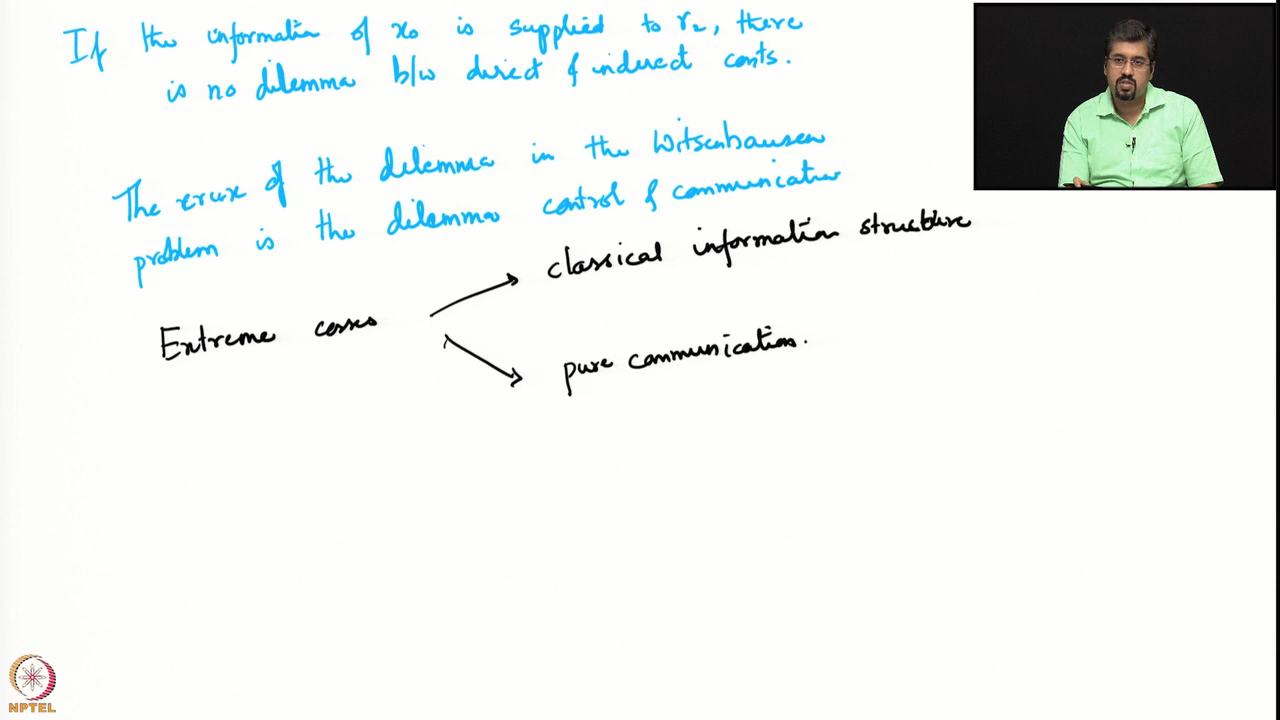 If the information of x₀ is supplied to γ₂, there
is no dilemma b/w direct & indirect costs.
The crux of the dilemma in the Witsenhausen
problem is the dilemma control & communication
classical information structure
Extreme cases
pure communication.
NPTEL